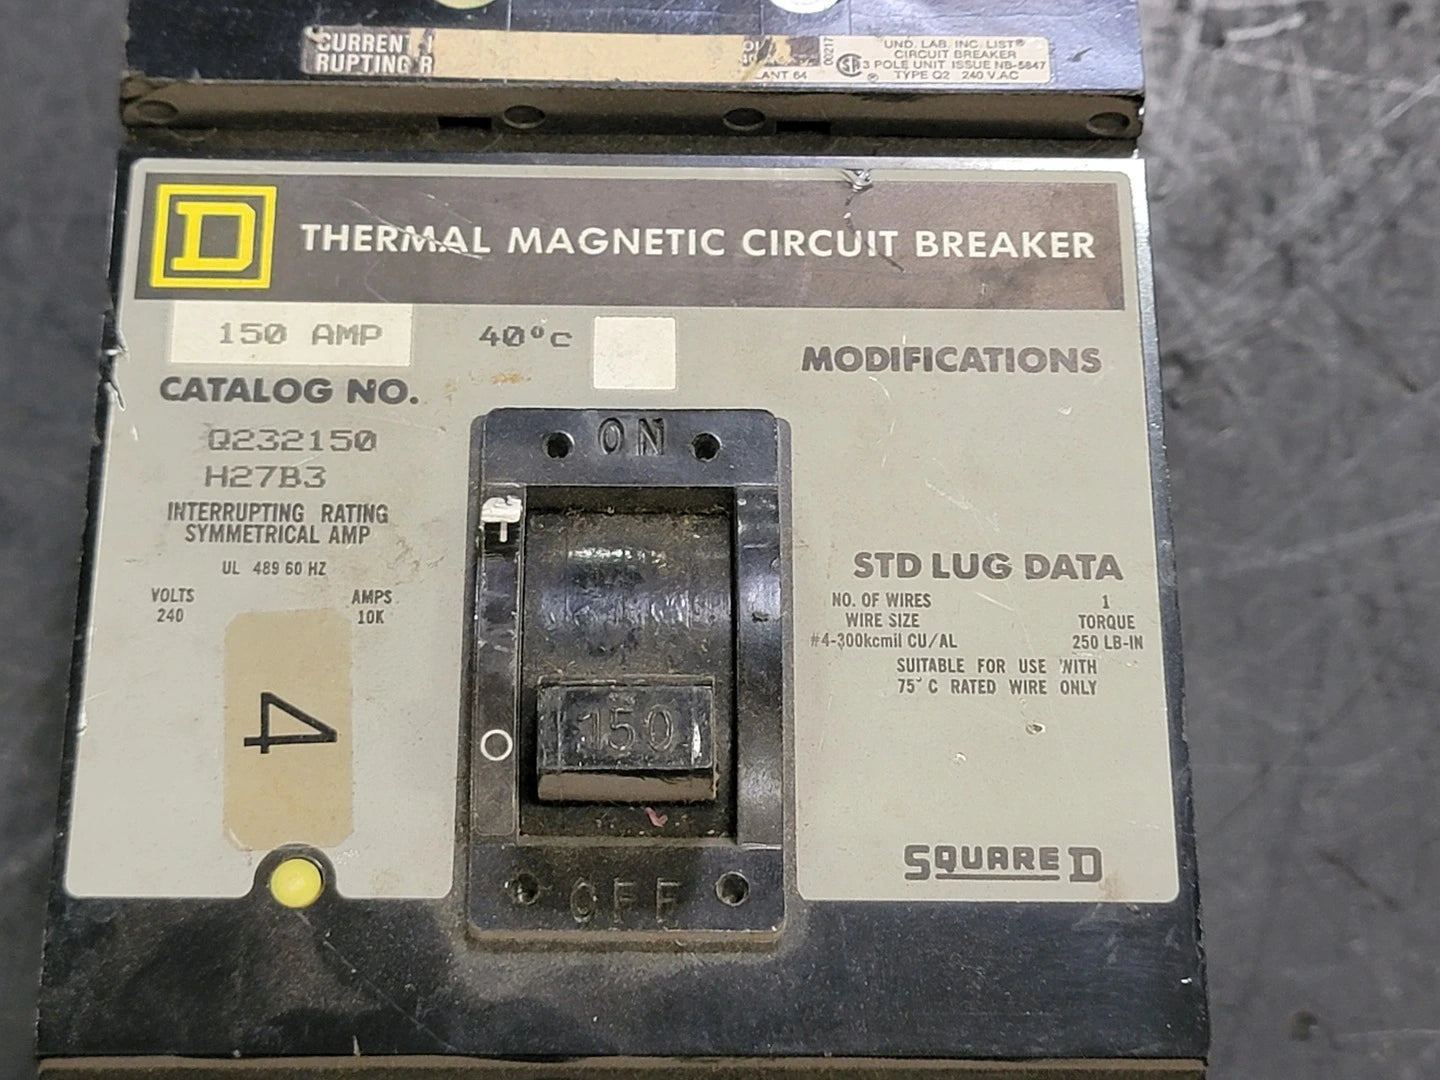 CURRENT
RUPTING R
ANT 64
00217
UND. LAB. INC. LIST®
CIRCUIT BREAKER
3 POLE UNIT ISSUE NB-5847
TYPE Q2 240 V.AC
D THERMAL MAGNETIC CIRCUIT BREAKER
150 AMP 40°C
MODIFICATIONS
CATALOG NO.
Q232150
H27B3
INTERRUPTING RATING
SYMMETRICAL AMP
UL 489 60 HZ
VOLTS AMPS
240 10K
4
ON
I
150
O
OFF
STD LUG DATA
NO. OF WIRES 1
WIRE SIZE TORQUE
#4-300kcmil CU/AL 250 LB-IN
SUITABLE FOR USE WITH
75°C RATED WIRE ONLY
SQUARE D